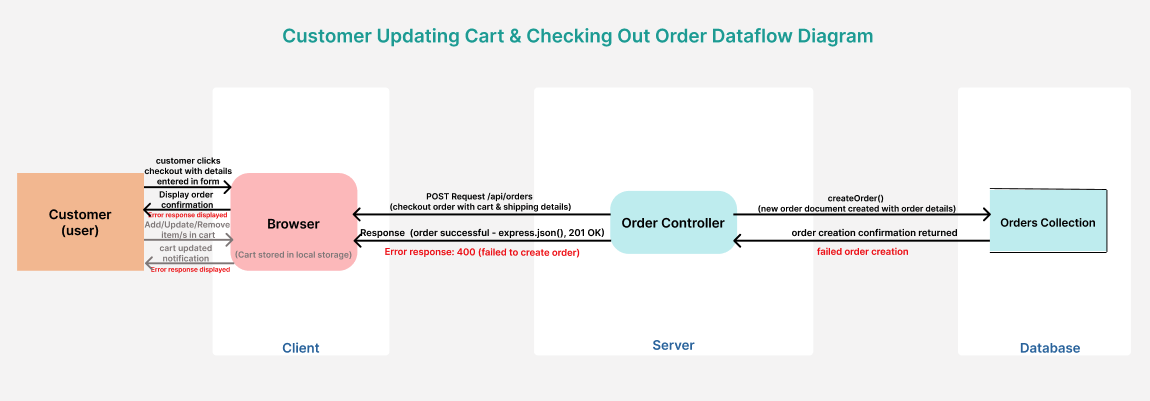 Customer Updating Cart & Checking Out Order Dataflow Diagram
customer clicks
checkout with details
entered in form
Display order
confirmation
Error response displayed
Add/Update/Remove
item/s in cart
cart updated
notification
Error response displayed
Customer
(user)
Browser
(Cart stored in local storage)
POST Request /api/orders
(checkout order with cart & shipping details)
Response (order successful - express.json(), 201 OK)
Error response: 400 (failed to create order)
Order Controller
createOrder()
(new order document created with order details)
order creation confirmation returned
failed order creation
Orders Collection
Client
Server
Database